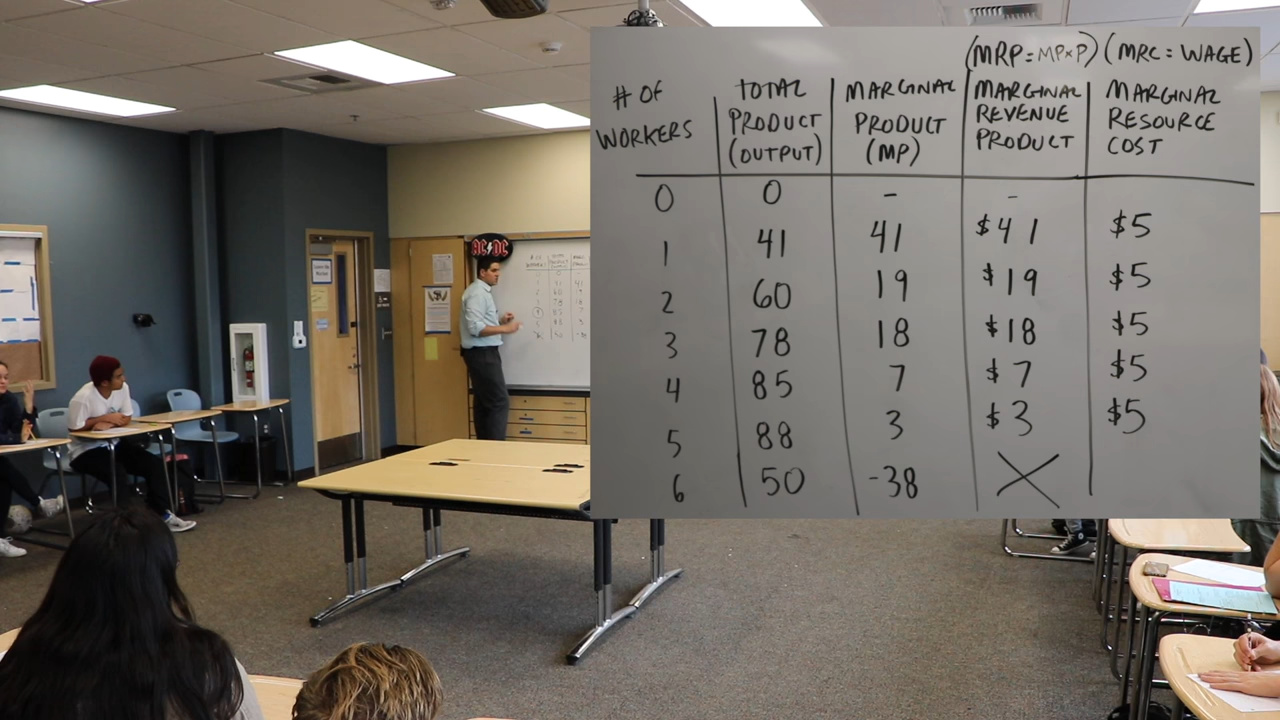 (MRP=MP×P) (MRC=WAGE)
# OF WORKERS
TOTAL PRODUCT (OUTPUT)
MARGINAL PRODUCT (MP)
MARGINAL REVENUE PRODUCT
MARGINAL RESOURCE COST
0 0 - -
1 41 41 $41 $5
2 60 19 $19 $5
3 78 18 $18 $5
4 85 7 $7 $5
5 88 3 $3 $5
6 50 -38
AC DC